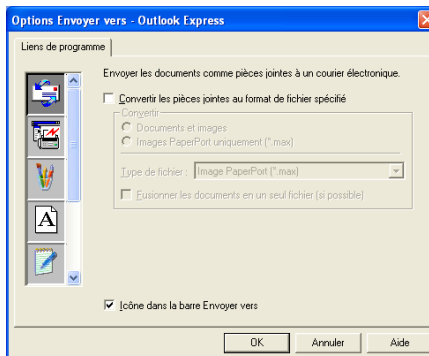 Options Envoyer vers - Outlook Express
Liens de programme
Envoyer les documents comme pièces jointes à un courier électronique.
Convertir les pièces jointes au format de fichier spécifié
Convertir
Documents et images
Images PaperPort uniquement (*.max)
Type de fichier : Image PaperPort (*.max)
Fusionner les documents en un seul fichier (si possible)
A
Icône dans la barre Envoyer vers
OK Annuler Aide